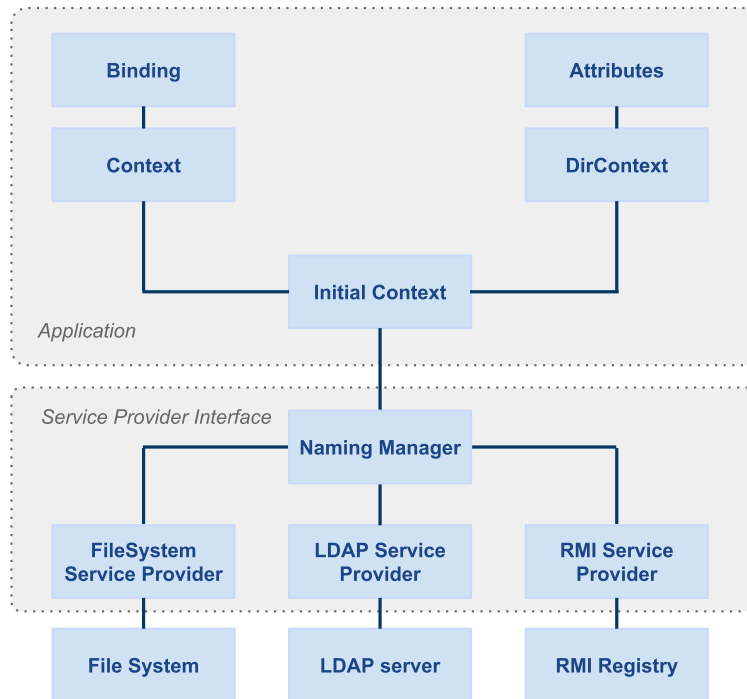 Binding
Attributes
Context
DirContext
Initial Context
Application
Service Provider Interface
Naming Manager
FileSystem
Service Provider
LDAP Service
Provider
RMI Service
Provider
File System
LDAP server
RMI Registry